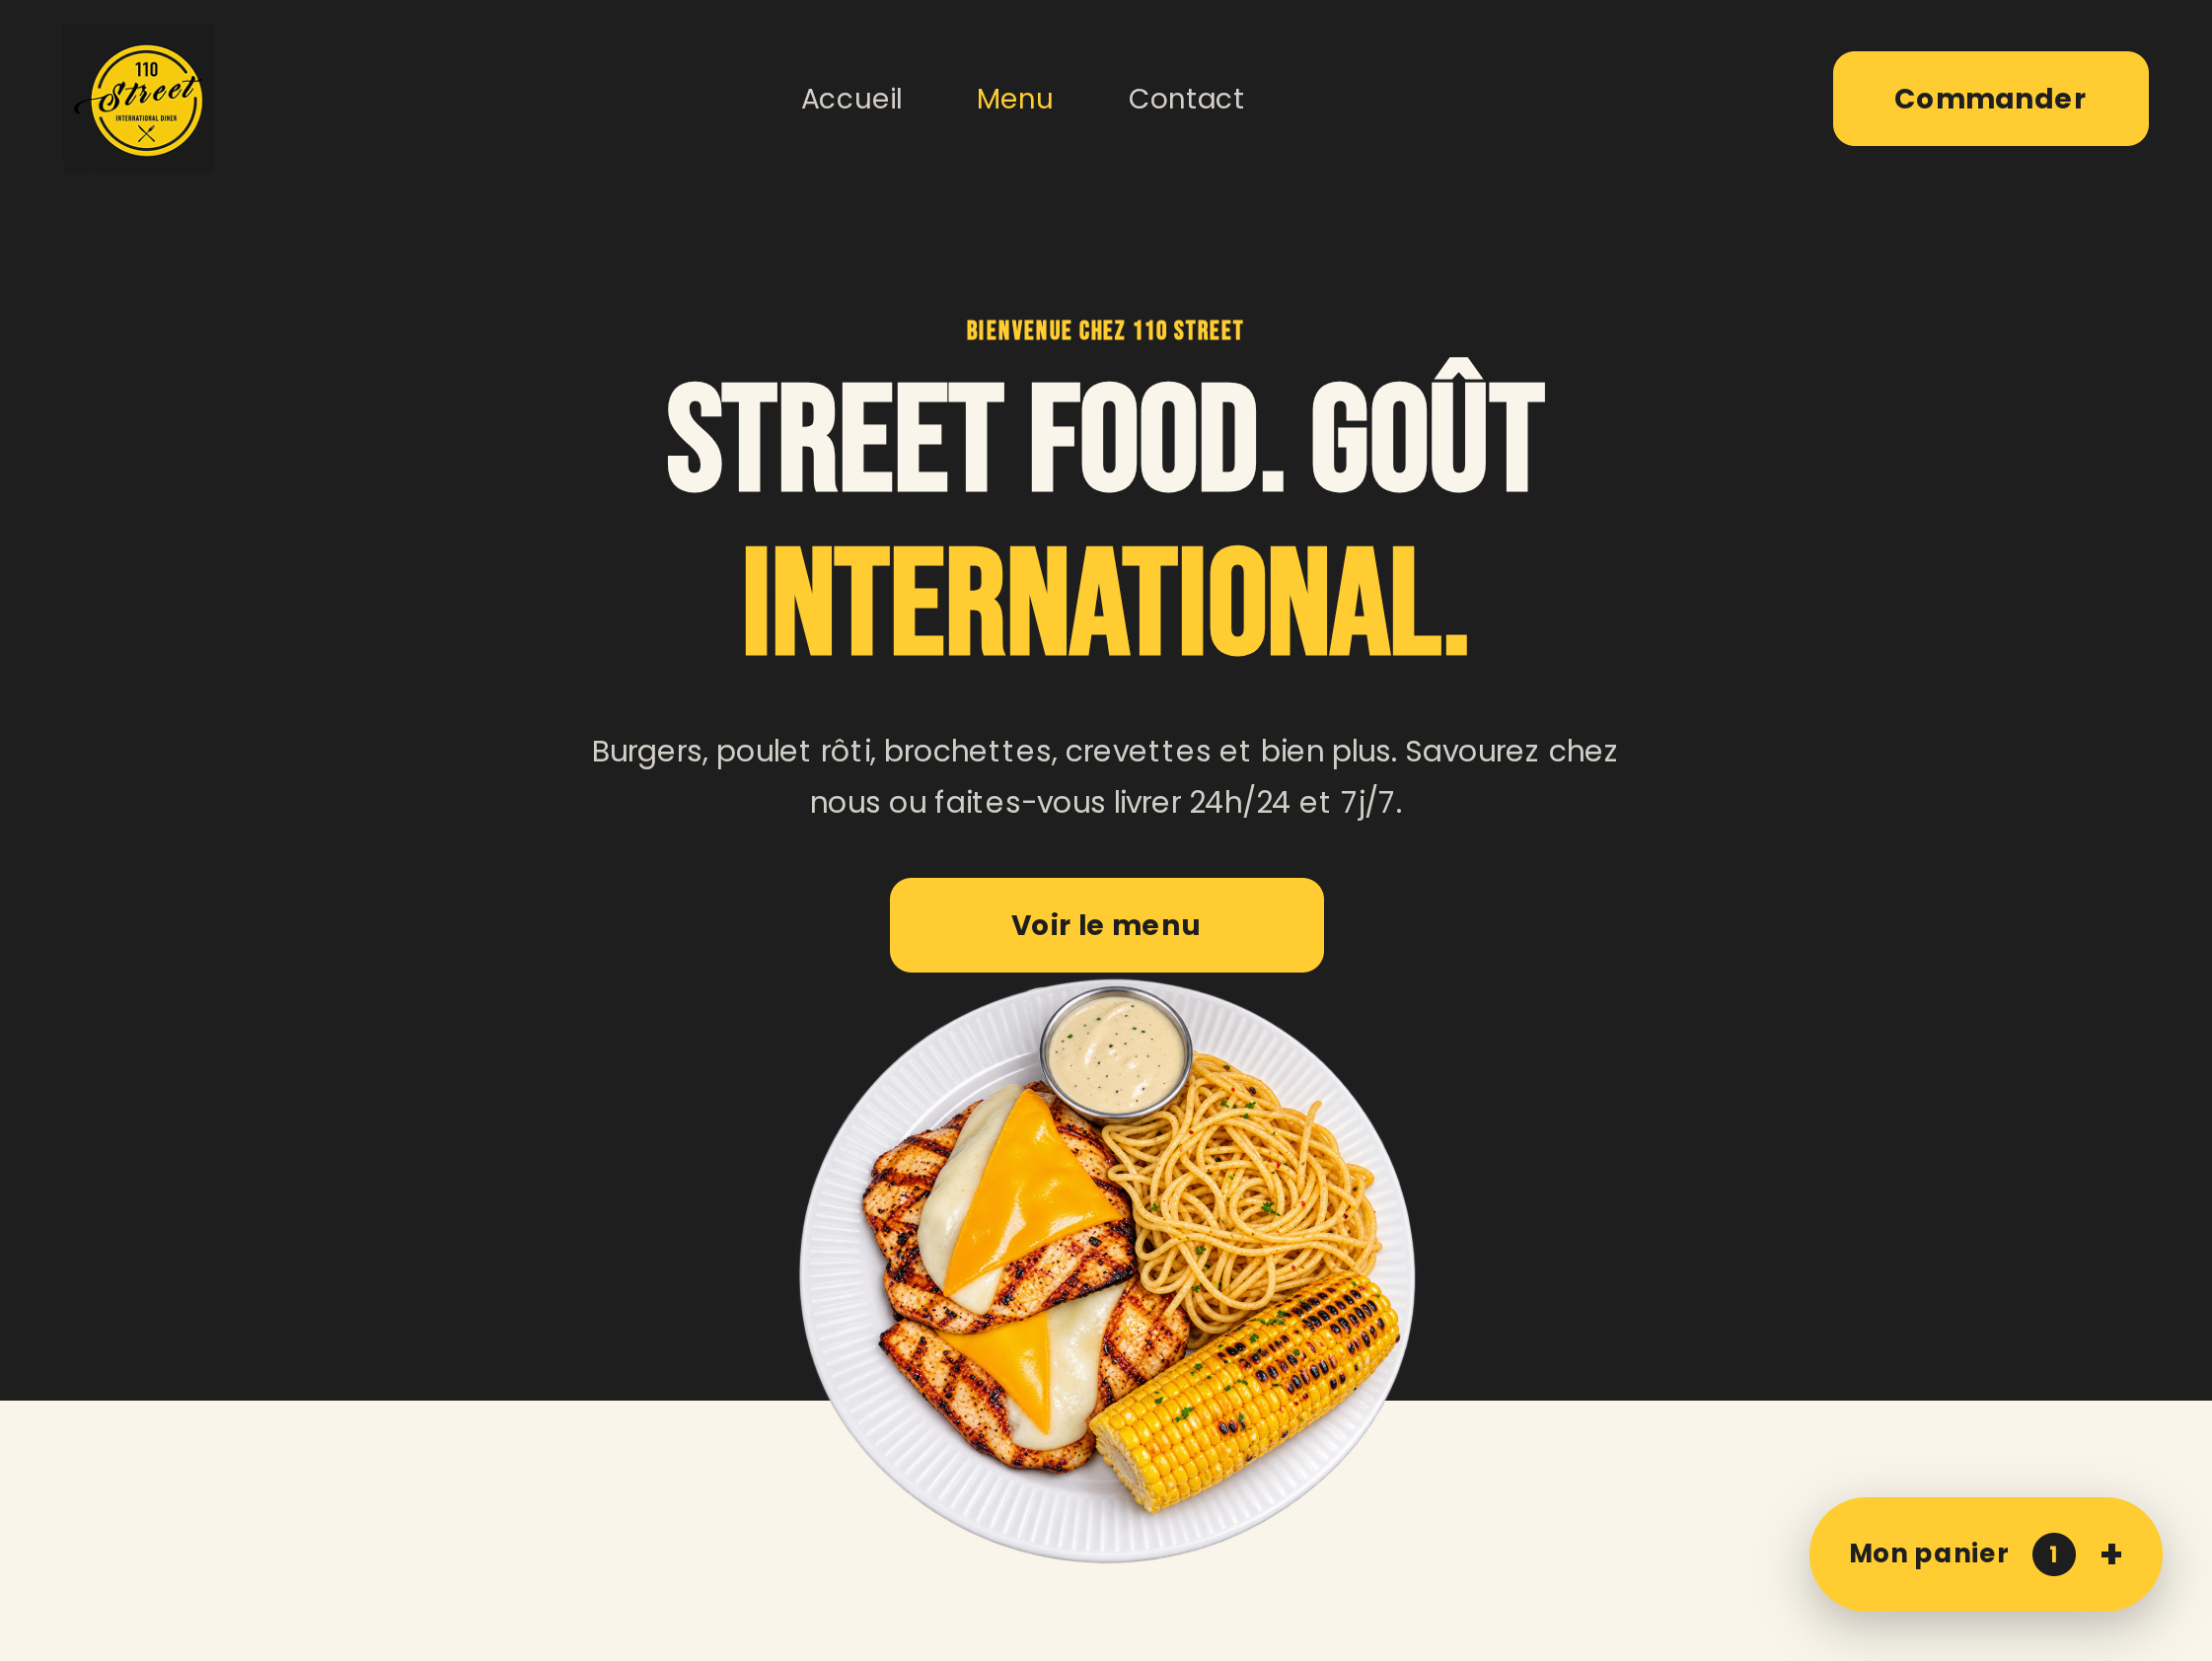 110
Street
INTERNATIONAL DINER
Accueil
Menu
Contact
Commander
BIENVENUE CHEZ 110 STREET
STREET FOOD. GOÛT
INTERNATIONAL.
Burgers, poulet rôti, brochettes, crevettes et bien plus. Savourez chez
nous ou faites-vous livrer 24h/24 et 7j/7.
Voir le menu
Mon panier 1 +